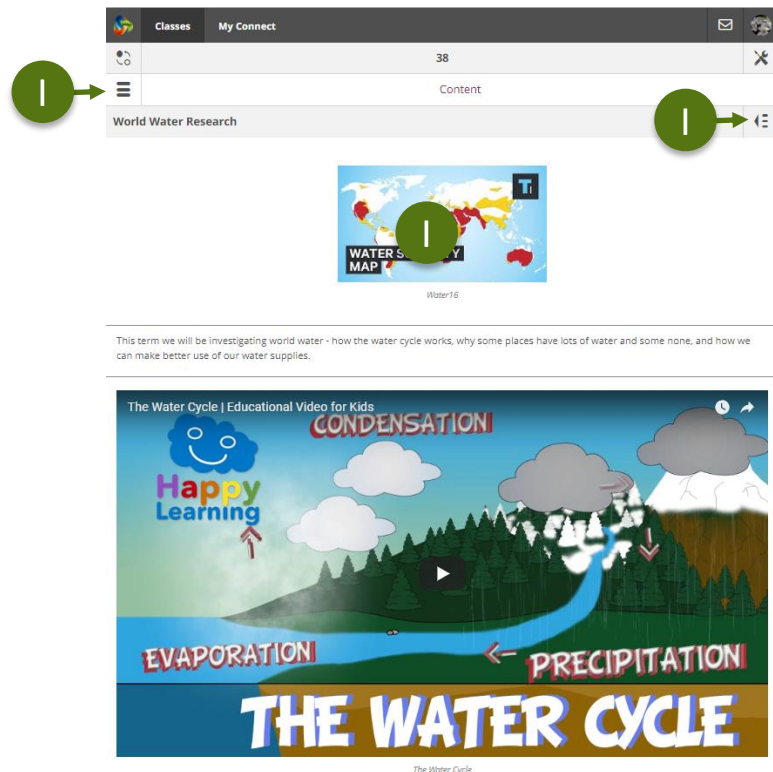 Classes My Connect
38
I
Content
World Water Research
I
I
WATER S
Y
MAP
Water16
This term we will be investigating world water - how the water cycle works, why some places have lots of water and some none, and how we
can make better use of our water supplies.
The Water Cycle | Educational Video for Kids
CONDENSATION
Happy
Learning
EVAPORATION
PRECIPITATION
THE WATER CYCLE
The Water Cycle